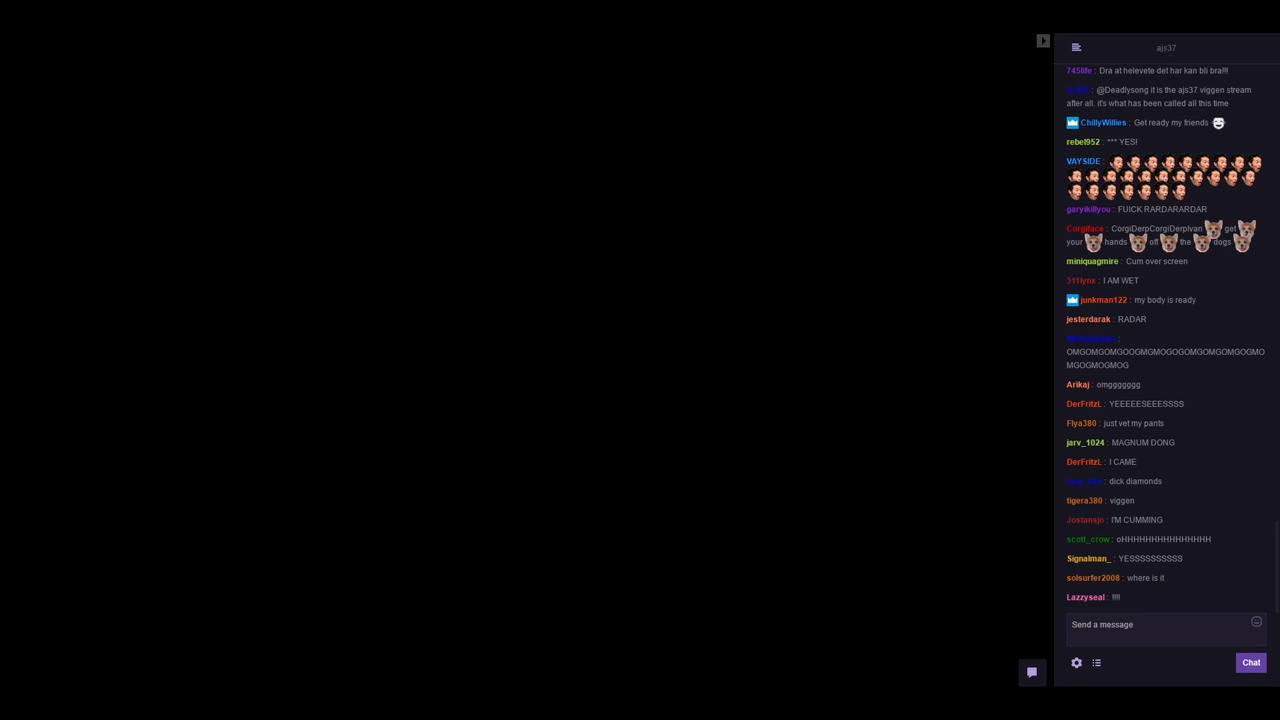 ajs37
745life : Dra at helevete det har kan bli bra!!!
: @Deadlysong it is the ajs37 viggen stream
after all. it's what has been called all this time
ChillyWillies : Get ready my friends
rebel952 : *** YES!
VAYSIDE :
garyikillyou : FUICK RARDARARDAR
Corgiface : CorgiDerpCorgiDerpIvan get
your hands off the dogs
miniquagmire : Cum over screen
311lynx : I AM WET
junkman122 : my body is ready
jesterdarak : RADAR
:
OMGOMGOMGOOGMGMOGOGOMGOMGOMGOGMO
MGOGMOGMOG
Arikaj : omggggggg
DerFritzL : YEEEEESEEESSSS
Flya380 : just vet my pants
jarv_1024 : MAGNUM DONG
DerFritzL : I CAME
: dick diamonds
tigera380 : viggen
Jostansjo : I'M CUMMING
scott_crow : oHHHHHHHHHHHHHHH
Signalman_ : YESSSSSSSSSS
solsurfer2008 : where is it
Lazzyseal : !!!!
Send a message
Chat